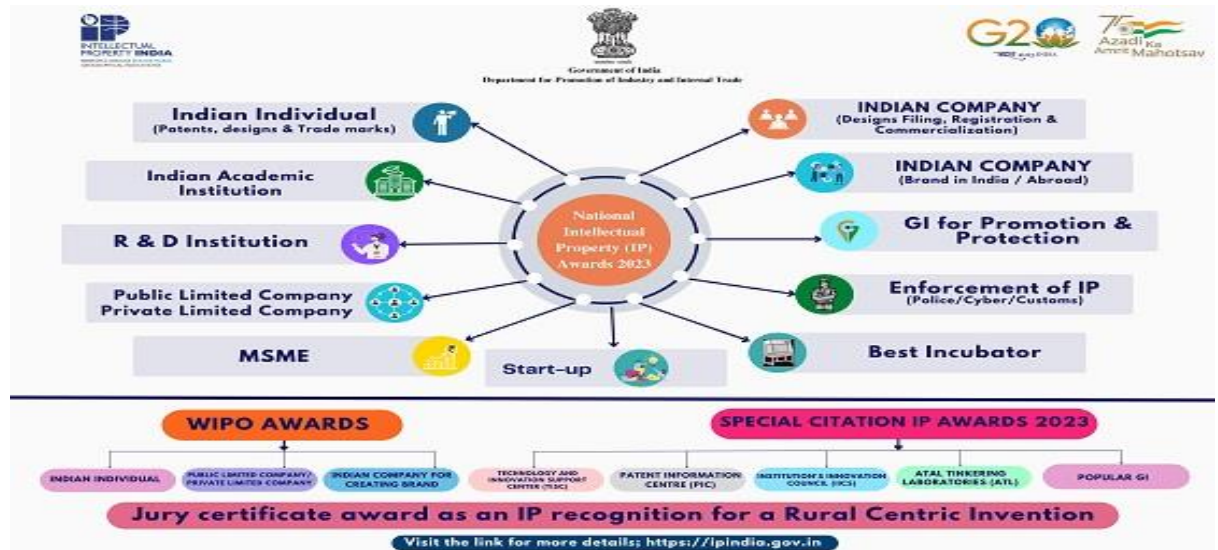 INTELLECTUAL
PROPERTY INDIA
Government of India
Department for Promotion of Industry and Internal Trade
G20
75
Azadi Ka
Amrit Mahotsav
Indian Individual
(Patents, designs & Trade marks)
Indian Academic
Institution
R & D Institution
Public Limited Company
Private Limited Company
MSME
Start-up
National
Intellectual
Property (IP)
Awards 2023
INDIAN COMPANY
(Designs Filing, Registration &
Commercialization)
INDIAN COMPANY
(Brand in India / Abroad)
GI for Promotion &
Protection
Enforcement of IP
(Police/Cyber/Customs)
Best Incubator
WIPO AWARDS
INDIAN INDIVIDUAL
PUBLIC LIMITED COMPANY/
PRIVATE LIMITED COMPANY
INDIAN COMPANY FOR
CREATING BRAND
SPECIAL CITATION IP AWARDS 2023
TECHNOLOGY AND
INNOVATION SUPPORT
CENTER (TISC)
PATENT INFORMATION
CENTRE (PIC)
INSTITUTION'S INNOVATION
COUNCIL (IICS)
ATAL TINKERING
LABORATORIES (ATL)
POPULAR GI
Jury certificate award as an IP recognition for a Rural Centric Invention
Visit the link for more details; https://ipindia.gov.in